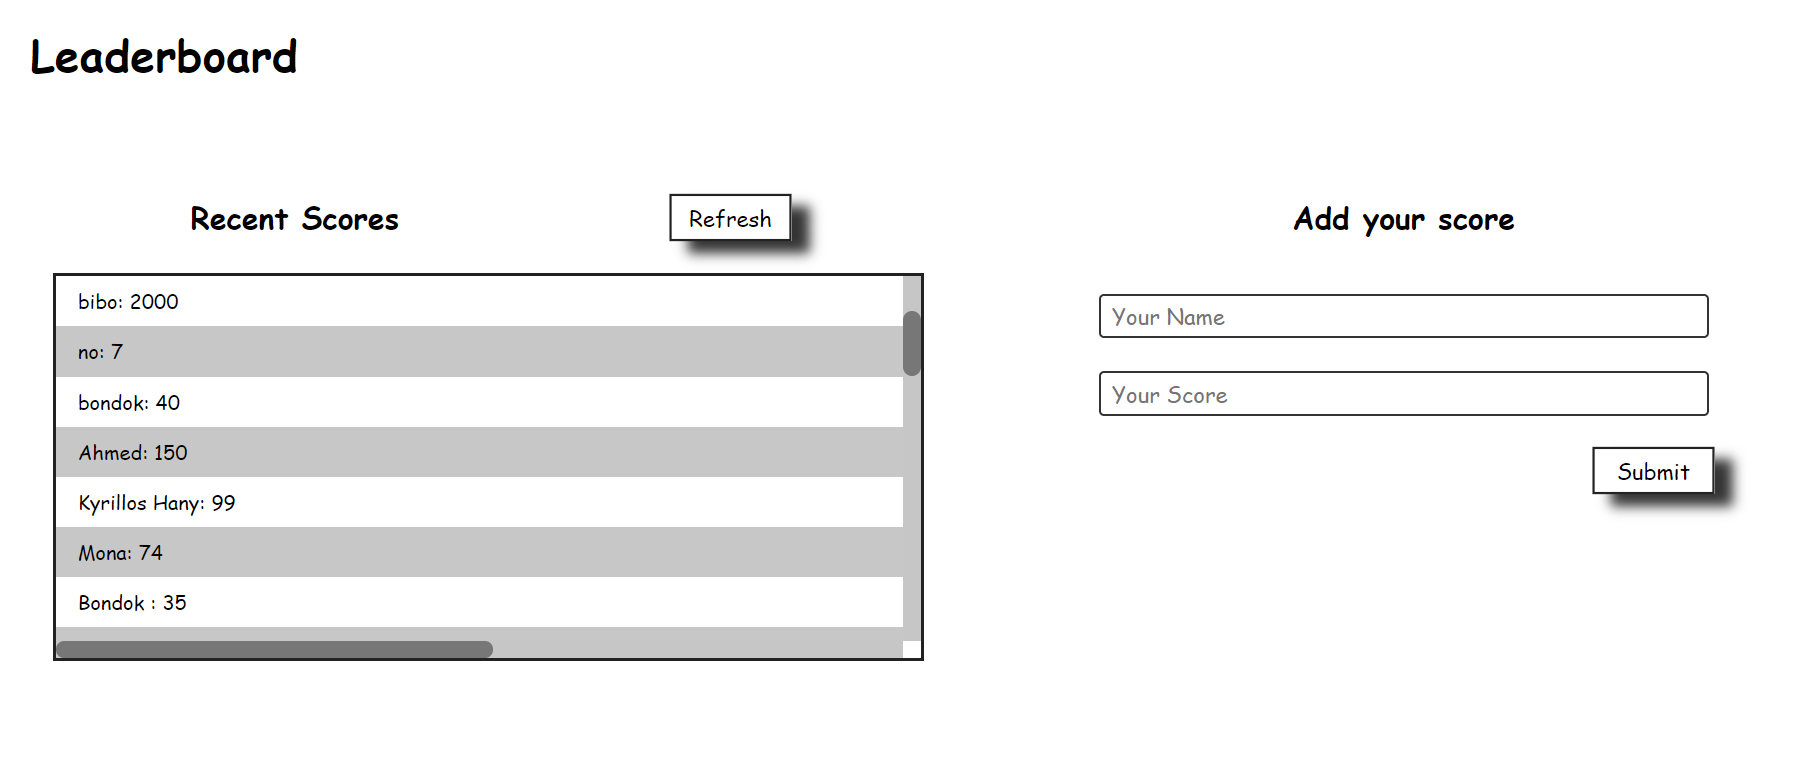 Leaderboard
Recent Scores
Refresh
bibo: 2000
no: 7
bondok: 40
Ahmed: 150
Kyrillos Hany: 99
Mona: 74
Bondok : 35
Add your score
Your Name
Your Score
Submit